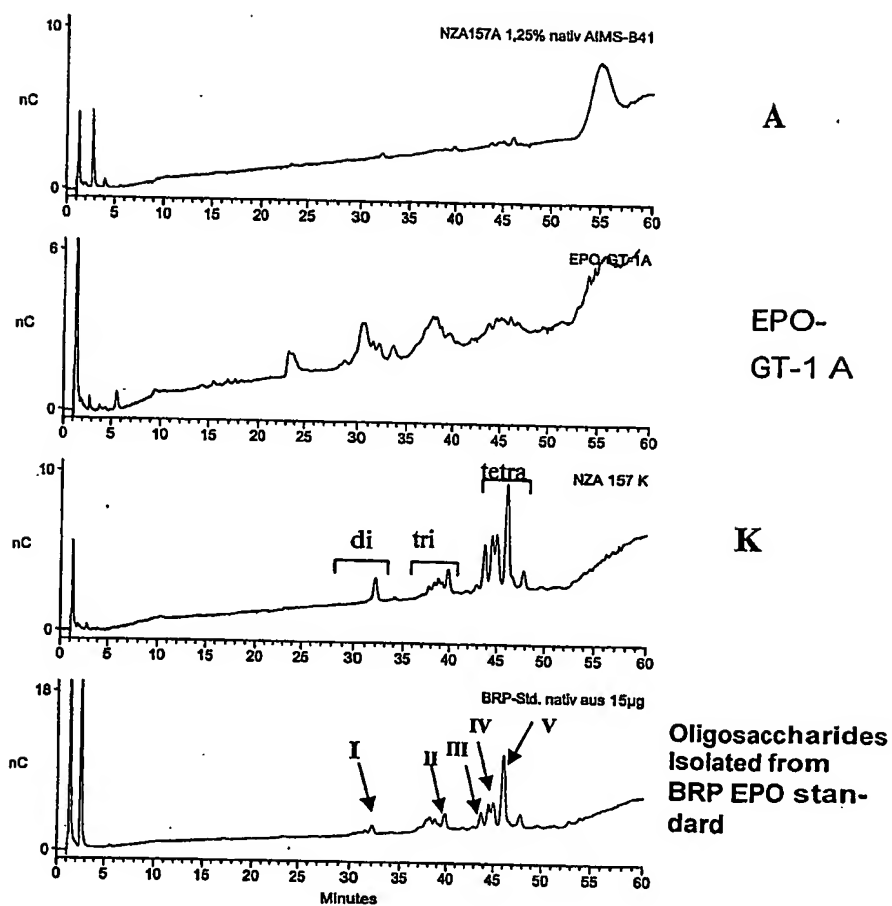 10
NZA157A 1,25% nativ AIMS-B41
nC
A
0
0 5 10 15 20 25 30 35 40 45 50 55 60
6
EPO-GT-1A
nC
EPO-
GT-1 A
0
0 5 10 15 20 25 30 35 40 45 50 55 60
10
tetra
NZA 157 K
nC
di tri
K
0
0 5 10 15 20 25 30 35 40 45 50 55 60
18
BRP-Std. nativ aus 15µg
I II III IV V
nC
Oligosaccharides
Isolated from
BRP EPO stan-
dard
0
0 5 10 15 20 25 30 35 40 45 50 55 60
Minutes